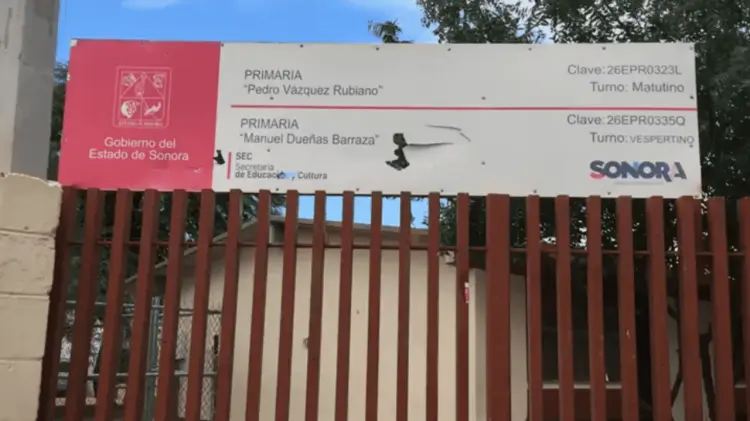 Gobierno del
Estado de Sonora
PRIMARIA
"Pedro Vázquez Rubiano"
Clave: 26EPR0323L
Turno: Matutino
PRIMARIA
"Manuel Dueñas Barraza"
Clave: 26EPR0335Q
Turno: VESPERTINO
SEC
Secretaría
de Educación y Cultura
SONORA